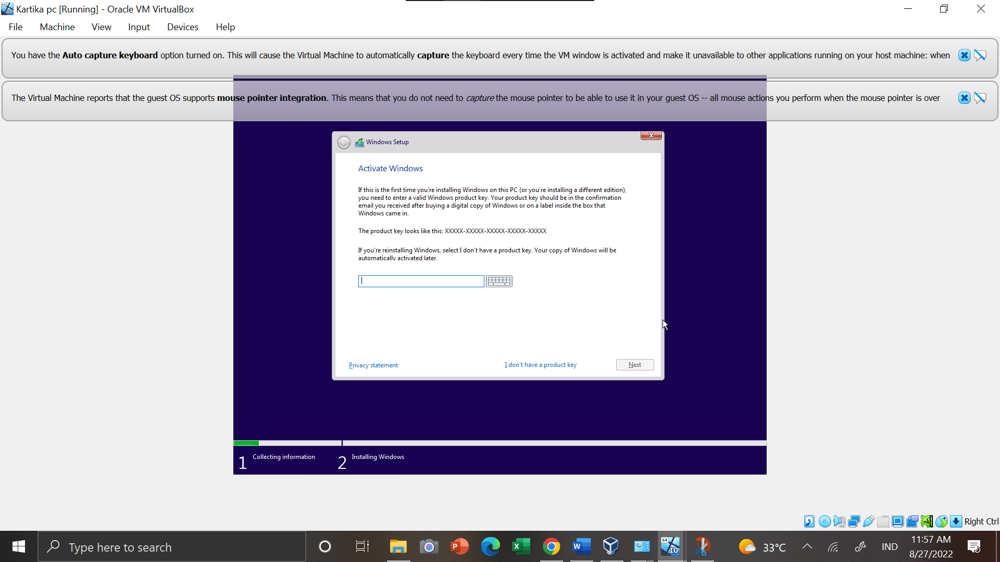 Kartika pc [Running] - Oracle VM VirtualBox
File Machine View Input Devices Help
You have the Auto capture keyboard option turned on. This will cause the Virtual Machine to automatically capture the keyboard every time the VM window is activated and make it unavailable to other applications running on your host machine: when
The Virtual Machine reports that the guest OS supports mouse pointer integration. This means that you do not need to capture the mouse pointer to be able to use it in your guest OS -- all mouse actions you perform when the mouse pointer is over
Windows Setup
Activate Windows
If this is the first time you're installing Windows on this PC (or you're installing a different edition),
you need to enter a valid Windows product key. Your product key should be in the confirmation
email you received after buying a digital copy of Windows or on a label inside the box that
Windows came in.
The product key looks like this: XXXXX-XXXXX-XXXXX-XXXXX-XXXXX
If you're reinstalling Windows, select I don't have a product key. Your copy of Windows will be
automatically activated later.
Privacy statement
I don't have a product key
Next
1 Collecting information
2 Installing Windows
Right Ctrl
Type here to search
33°C
IND
11:57 AM
8/27/2022